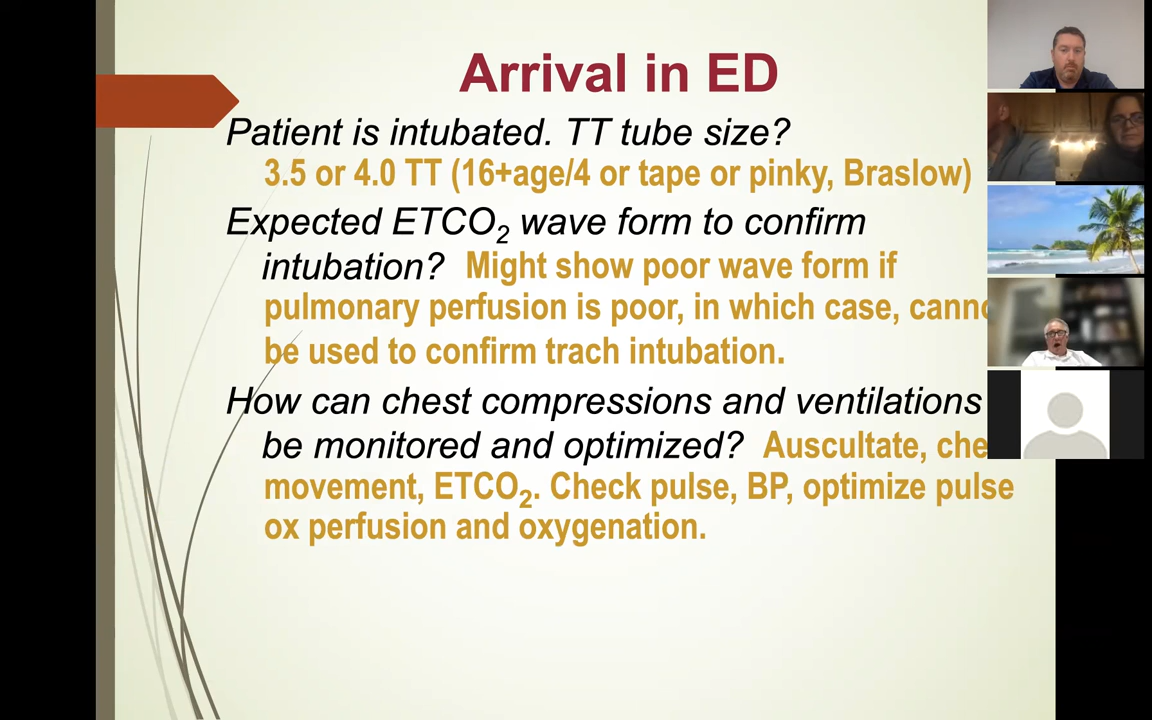 Arrival in ED
Patient is intubated. TT tube size?
3.5 or 4.0 TT (16+age/4 or tape or pinky, Braslow)
Expected ETCO₂ wave form to confirm
intubation? Might show poor wave form if
pulmonary perfusion is poor, in which case,
be used to confirm trach intubation.
How can chest compressions and ventilations
be monitored and optimized? Auscultate,
movement, ETCO₂. Check pulse, BP, optimize pulse
ox perfusion and oxygenation.